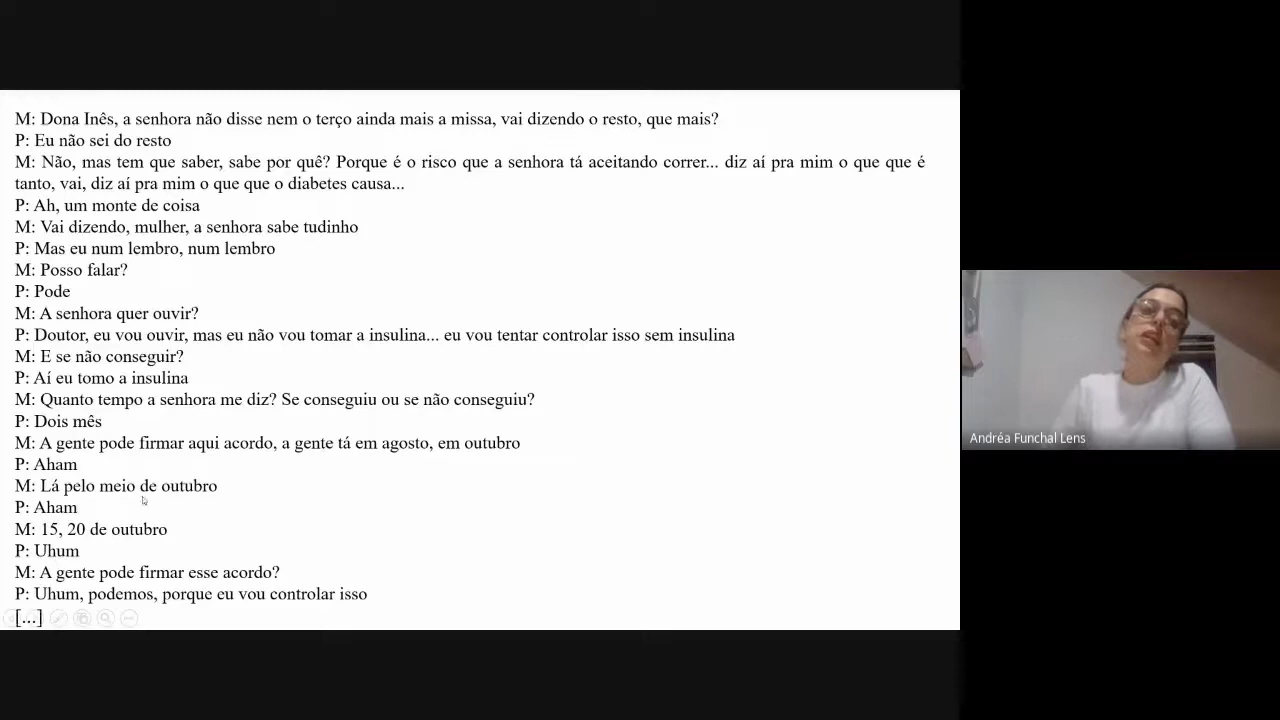 M: Dona Inês, a senhora não disse nem o terço ainda mais a missa, vai dizendo o resto, que mais?
P: Eu não sei do resto
M: Não, mas tem que saber, sabe por quê? Porque é o risco que a senhora tá aceitando correr... diz aí pra mim o que que é
tanto, vai, diz aí pra mim o que que o diabetes causa...
P: Ah, um monte de coisa
M: Vai dizendo, mulher, a senhora sabe tudinho
P: Mas eu num lembro, num lembro
M: Posso falar?
P: Pode
M: A senhora quer ouvir?
P: Doutor, eu vou ouvir, mas eu não vou tomar a insulina... eu vou tentar controlar isso sem insulina
M: E se não conseguir?
P: Aí eu tomo a insulina
M: Quanto tempo a senhora me diz? Se conseguiu ou se não conseguiu?
P: Dois mês
M: A gente pode firmar aqui acordo, a gente tá em agosto, em outubro
P: Aham
M: Lá pelo meio de outubro
P: Aham
M: 15, 20 de outubro
P: Uhum
M: A gente pode firmar esse acordo?
P: Uhum, podemos, porque eu vou controlar isso
[...]
Andréa Funchal Lens